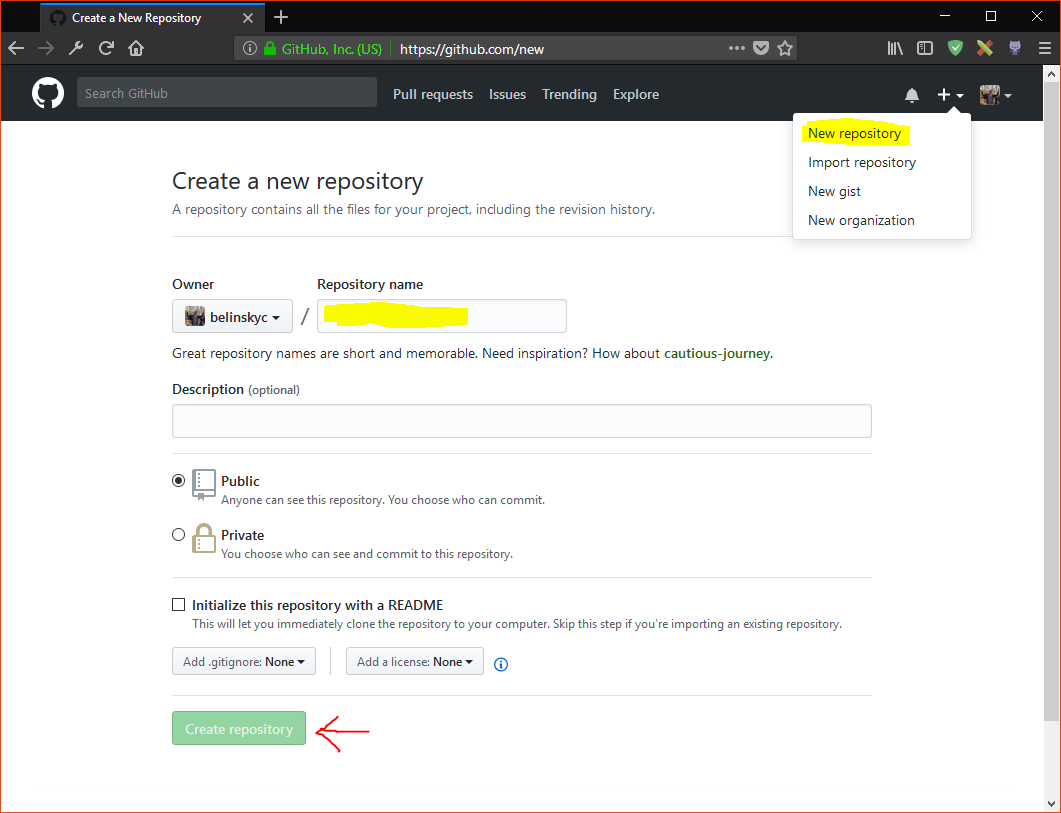 Create a New Repository
GitHub, Inc. (US) https://github.com/new
Search GitHub Pull requests Issues Trending Explore
New repository
Import repository
New gist
New organization
Create a new repository
A repository contains all the files for your project, including the revision history.
Owner Repository name
belinskyc /
Great repository names are short and memorable. Need inspiration? How about cautious-journey.
Description (optional)
Public
Anyone can see this repository. You choose who can commit.
Private
You choose who can see and commit to this repository.
Initialize this repository with a README
This will let you immediately clone the repository to your computer. Skip this step if you’re importing an existing repository.
Add .gitignore: None Add a license: None
Create repository